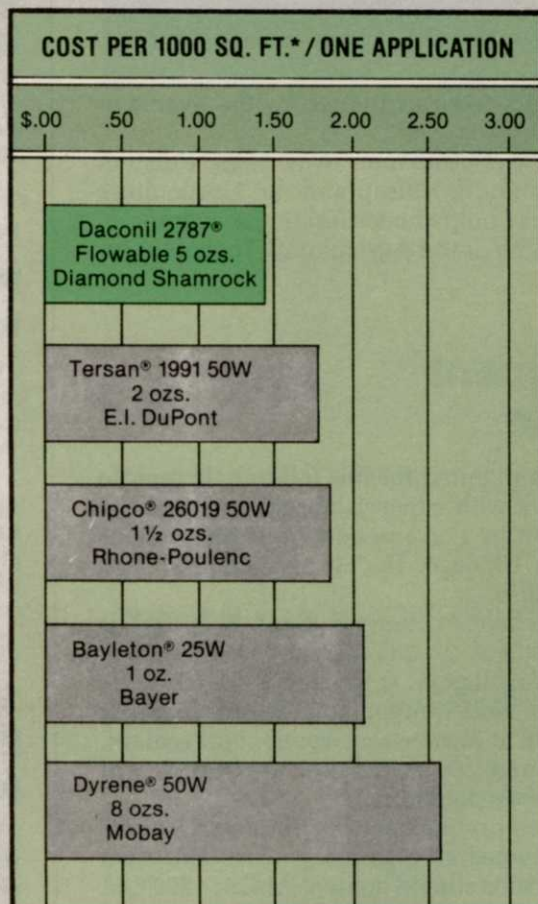 COST PER 1000 SQ. FT.* / ONE APPLICATION
$.00 .50 1.00 1.50 2.00 2.50 3.00
Daconil 2787®
Flowable 5 ozs.
Diamond Shamrock
Tersan® 1991 50W
2 ozs.
E.I. DuPont
Chipco® 26019 50W
1½ ozs.
Rhone-Poulenc
Bayleton® 25W
1 oz.
Bayer
Dyrene® 50W
8 ozs.
Mobay